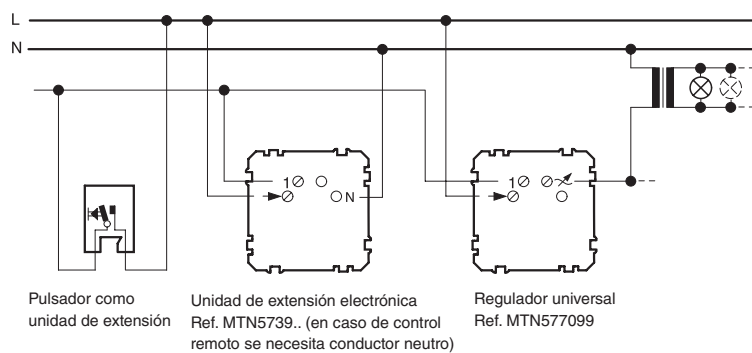 L
N
1
N
1
Pulsador como
unidad de extensión
Unidad de extensión electrónica
Ref. MTN5739.. (en caso de control
remoto se necesita conductor neutro)
Regulador universal
Ref. MTN577099